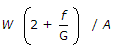 W (2 + f/G) / A